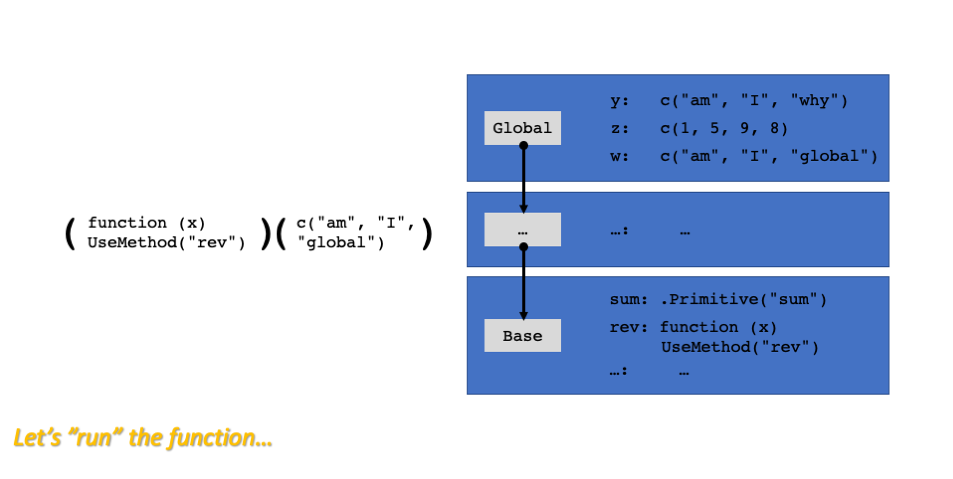 ( function (x)
UseMethod("rev") )( c("am", "I",
"global") )
Global
y: c("am", "I", "why")
z: c(1, 5, 9, 8)
w: c("am", "I", "global")
…
…: …
Base
sum: .Primitive("sum")
rev: function (x)
UseMethod("rev")
…: …
Let’s ”run” the function…